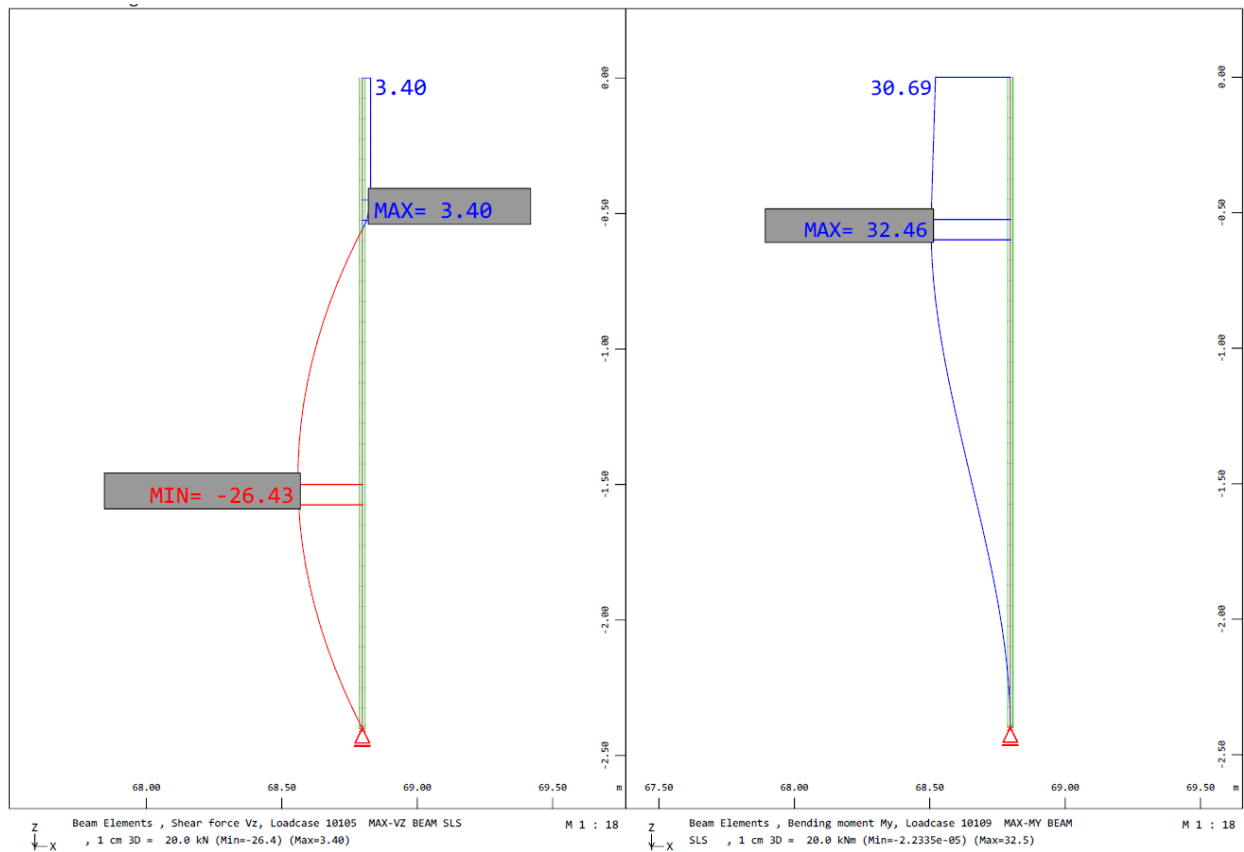 3.40
MAX= 3.40
MIN= -26.43
0.00
-0.50
-1.00
-1.50
-2.00
-2.50
68.00 68.50 69.00 69.50 m
Z
Y X
Beam Elements , Shear force Vz, Loadcase 10105 MAX-VZ BEAM SLS
, 1 cm 3D = 20.0 kN (Min=-26.4) (Max=3.40)
M 1 : 18
30.69
MAX= 32.46
0.00
-0.50
-1.00
-1.50
-2.00
-2.50
67.50 68.00 68.50 69.00 69.50 m
Z
Y X
Beam Elements , Bending moment My, Loadcase 10109 MAX-MY BEAM
SLS , 1 cm 3D = 20.0 kNm (Min=-2.2335e-05) (Max=32.5)
M 1 : 18